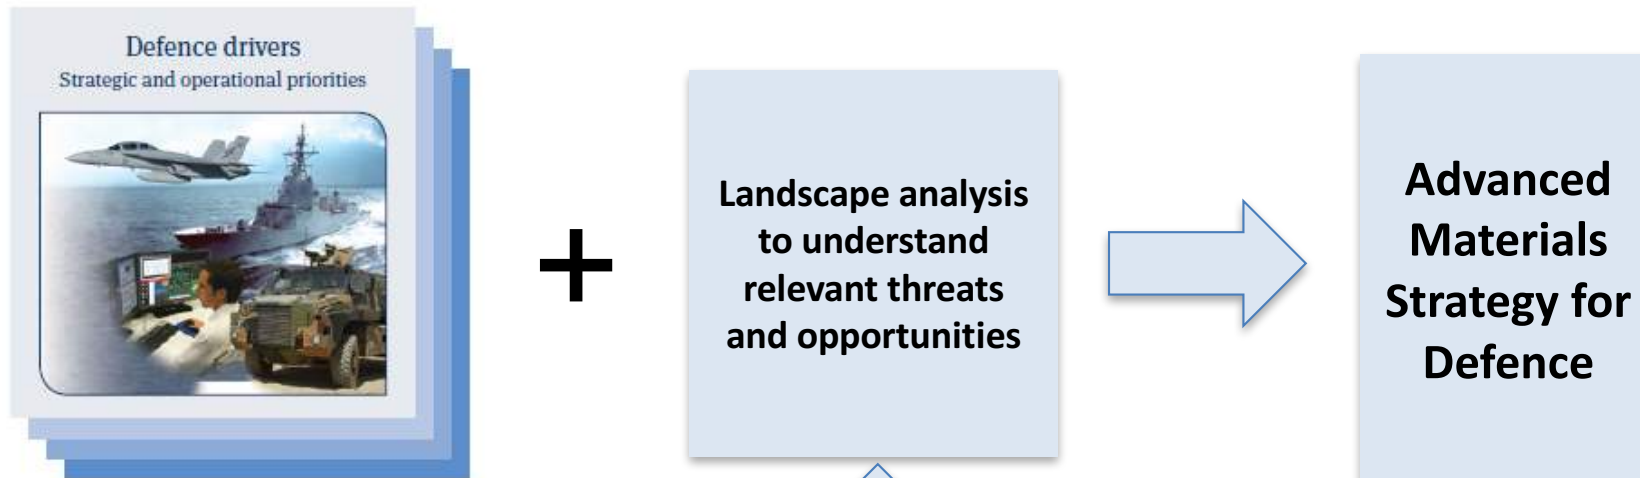 Defence drivers
Strategic and operational priorities
+
Landscape analysis
to understand
relevant threats
and opportunities
Advanced
Materials
Strategy for
Defence